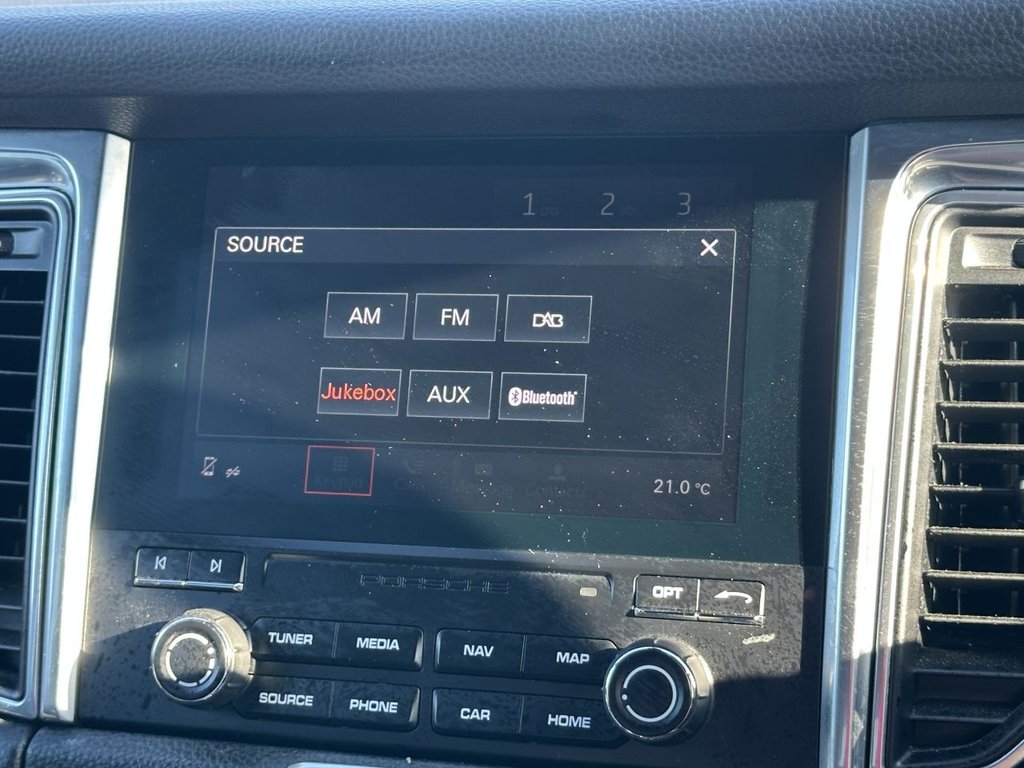 1 2 3
SOURCE X
AM FM DAB
Jukebox AUX Bluetooth
Keypad
21.0 °C
PORSCHE
OPT
TUNER MEDIA NAV MAP
SOURCE PHONE CAR HOME